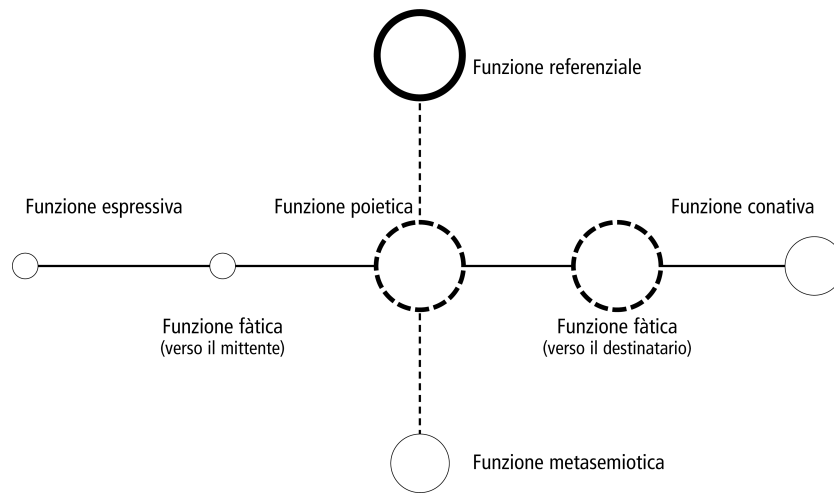 Funzione referenziale
Funzione espressiva
Funzione poietica
Funzione conativa
Funzione fàtica
(verso il mittente)
Funzione fàtica
(verso il destinatario)
Funzione metasemiotica